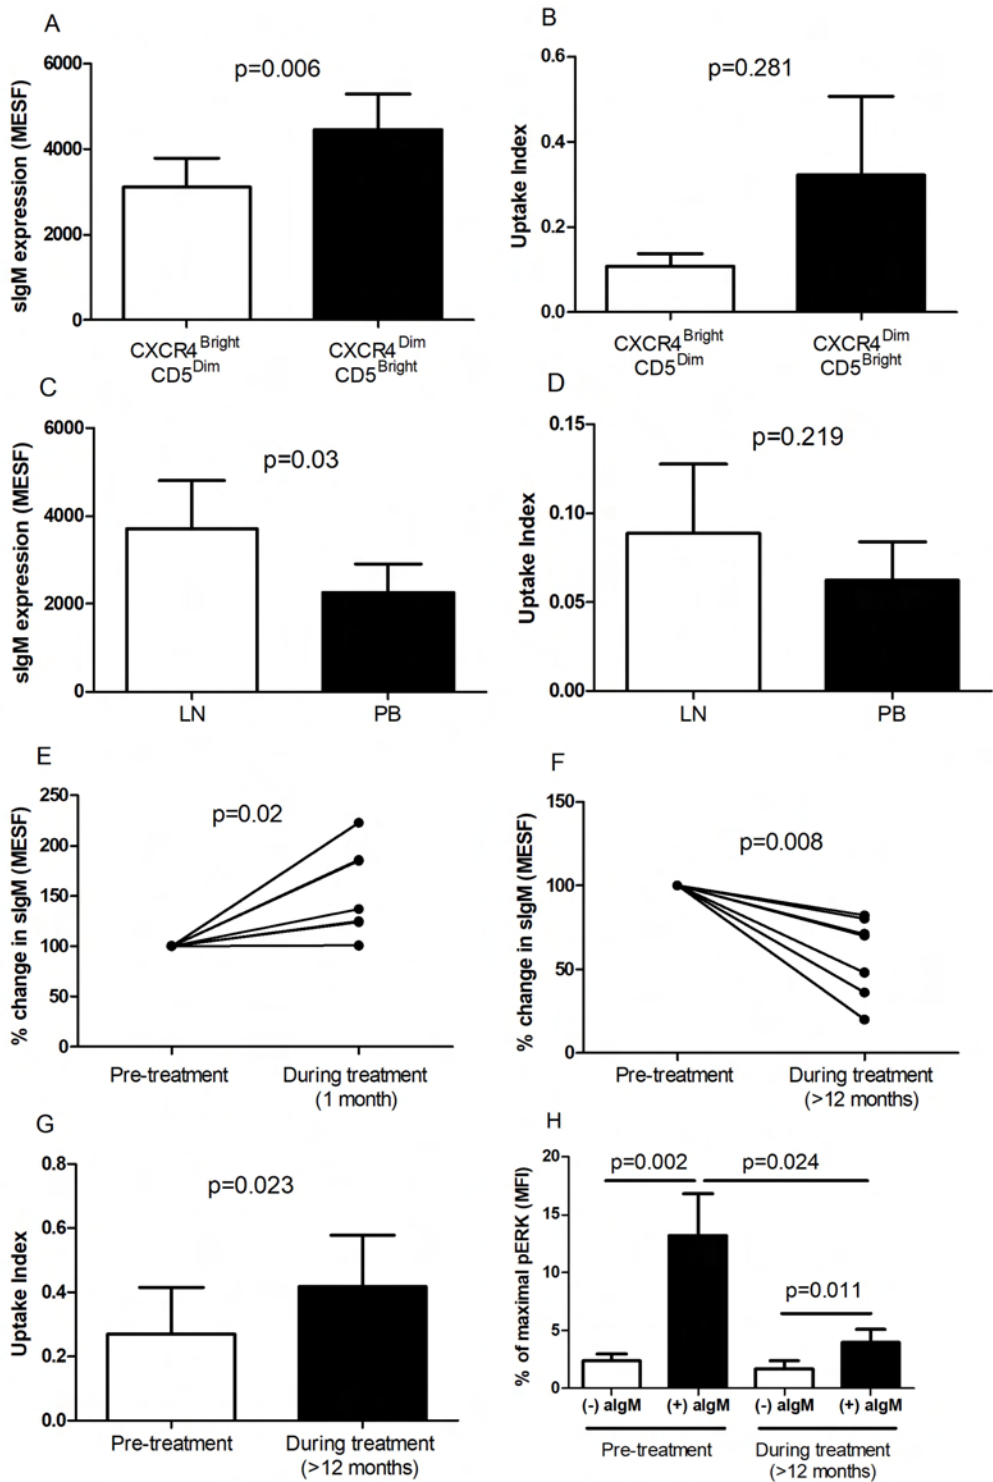 A
sIgM expression (MESF)
6000
4000
2000
0
p=0.006
CXCR4Bright
CD5Dim
CXCR4Dim
CD5Bright
B
Uptake Index
0.6
0.4
0.2
0.0
p=0.281
CXCR4Bright
CD5Dim
CXCR4Dim
CD5Bright
C
sIgM expression (MESF)
6000
4000
2000
0
p=0.03
LN
PB
D
Uptake Index
0.15
0.10
0.05
0.00
p=0.219
LN
PB
E
% change in sIgM (MESF)
250
200
150
100
50
0
p=0.02
Pre-treatment
During treatment
(1 month)
F
% change in sIgM (MESF)
150
100
50
0
p=0.008
Pre-treatment
During treatment
(>12 months)
G
Uptake Index
0.8
0.6
0.4
0.2
0.0
p=0.023
Pre-treatment
During treatment
(>12 months)
H
% of maximal pERK (MFI)
20
15
10
5
0
p=0.002
p=0.024
p=0.011
(-) aIgM
(+) aIgM
(-) aIgM
(+) aIgM
Pre-treatment
During treatment
(>12 months)